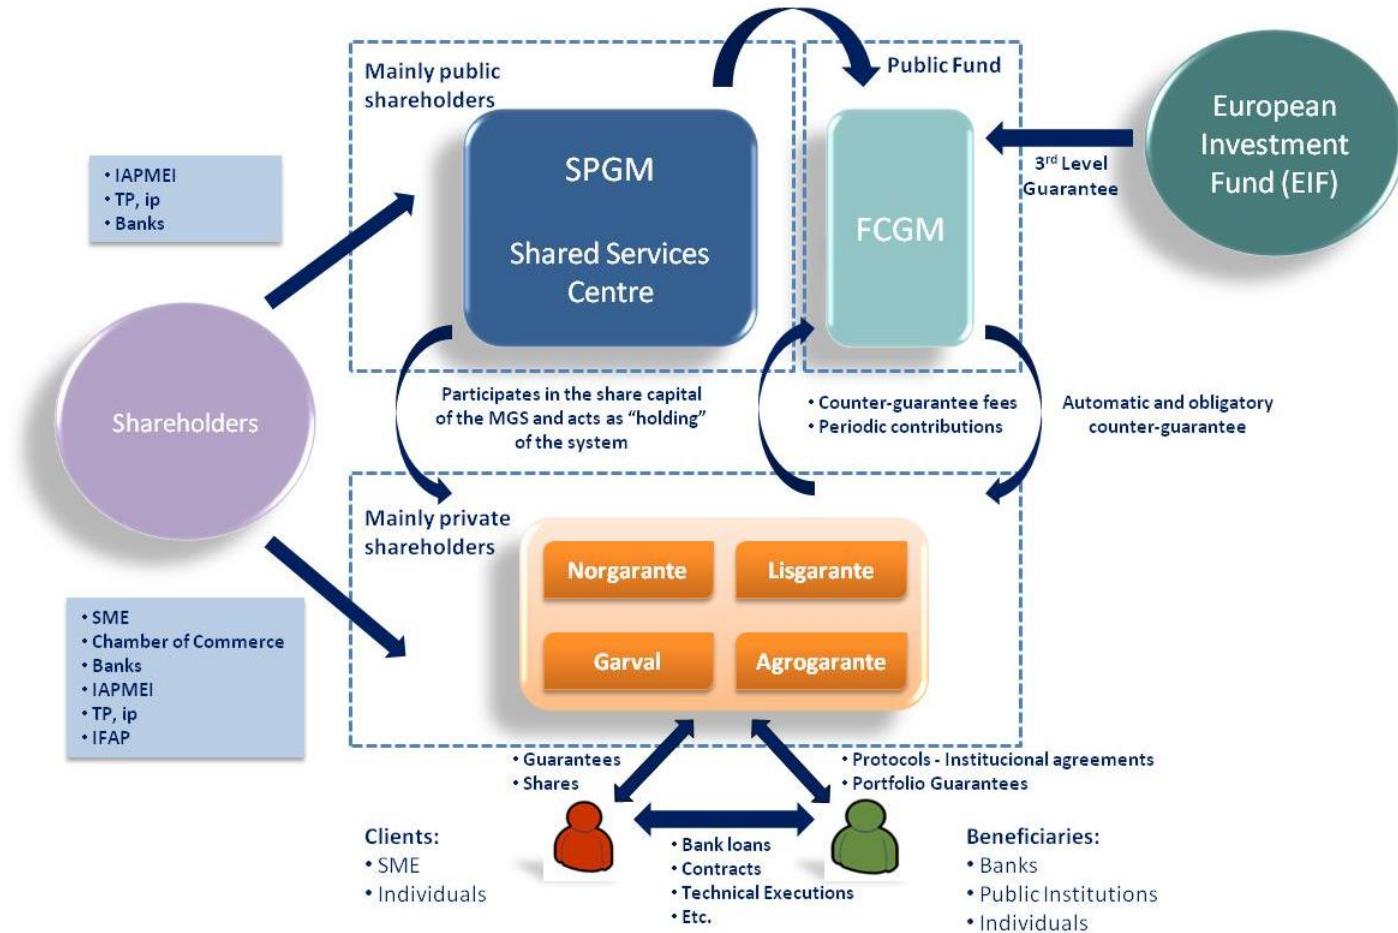 Mainly public
shareholders
Public Fund
European
Investment
Fund (EIF)
SPGM
Shared Services
Centre
FCGM
3rd Level
Guarantee
• IAPMEI
• TP, ip
• Banks
Shareholders
Participates in the share capital
of the MGS and acts as “holding”
of the system
• Counter-guarantee fees
• Periodic contributions
Automatic and obligatory
counter-guarantee
Mainly private
shareholders
Norgarante
Lisgarante
Garval
Agrogarante
• SME
• Chamber of Commerce
• Banks
• IAPMEI
• TP, ip
• IFAP
• Guarantees
• Shares
• Protocols - Institucional agreements
• Portfolio Guarantees
Clients:
• SME
• Individuals
• Bank loans
• Contracts
• Technical Executions
• Etc.
Beneficiaries:
• Banks
• Public Institutions
• Individuals